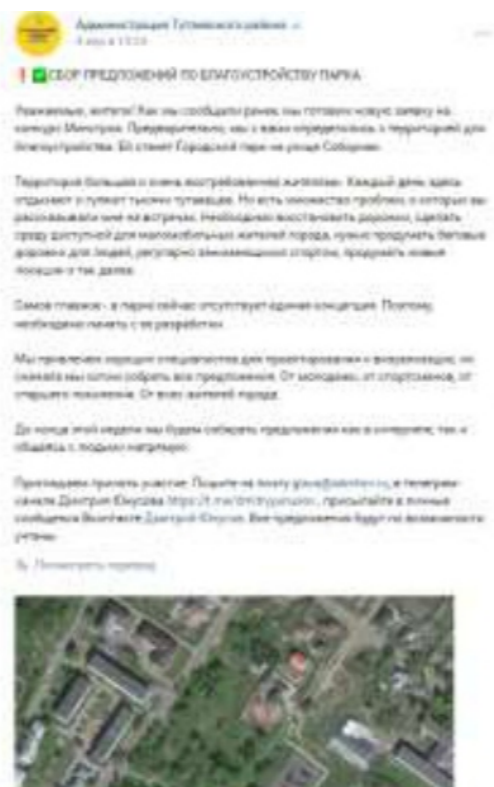 Администрация Тутаевского района
СБОР ПРЕДЛОЖЕНИЙ ПО БЛАГОУСТРОЙСТВУ ПАРКА
Уважаемые жители! Как мы сообщали ранее, мы готовим новую заявку на
конкурс Минстроя. Предварительно, мы с вами определились с территорией для
благоустройства. Ей станет Городской парк на улице Соборная.
Территория большая и очень востребованная жителями. Каждый день здесь
отдыхают и гуляют тысячи тутаевцев. Но есть множество проблем, о которых вы
рассказывали мне на встречах. Необходимо восстановить дорожки, сделать
среду доступной для маломобильных жителей города, нужно продумать беговые
дорожки для людей, регулярно занимающихся спортом, продумать новые
локации и так далее.
Самое главное - в парке сейчас отсутствует единая концепция. Поэтому
необходимо начать с ее разработки.
Мы привлечем хороших специалистов для проектирования и визуализации, но
сначала мы хотим собрать все предложения. От молодежи, от спортсменов, от
старшего поколения. От всех жителей города.
До конца этой недели мы будем собирать предложения как в интернете, так и
общаясь с людьми напрямую.
Приглашаем принять участие. Пишите на почту в телеграм-
канале Дмитрия Юнусова присылайте в личные
сообщения Вконтакте Дмитрий Юнусов. Все предложения будут по возможности
учтены.